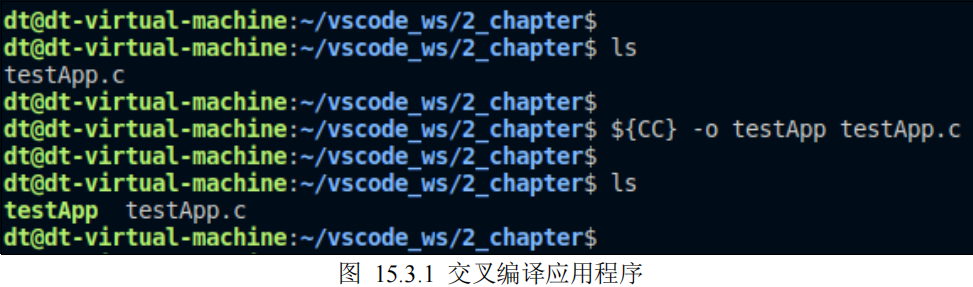 dt@dt-virtual-machine:~/vscode_ws/2_chapter$
dt@dt-virtual-machine:~/vscode_ws/2_chapter$ ls
testApp.c
dt@dt-virtual-machine:~/vscode_ws/2_chapter$
dt@dt-virtual-machine:~/vscode_ws/2_chapter$ ${CC} -o testApp testApp.c
dt@dt-virtual-machine:~/vscode_ws/2_chapter$
dt@dt-virtual-machine:~/vscode_ws/2_chapter$ ls
testApp  testApp.c
dt@dt-virtual-machine:~/vscode_ws/2_chapter$
图 15.3.1 交叉编译应用程序